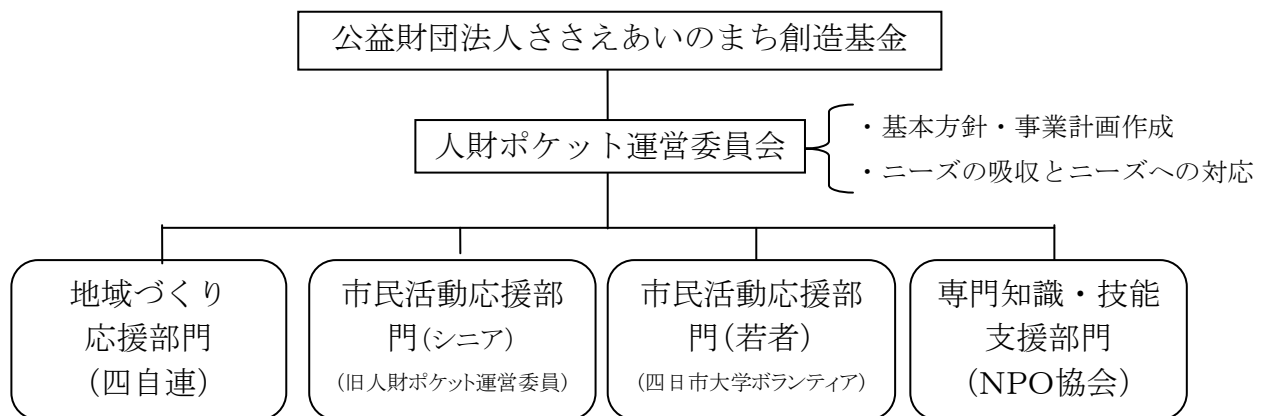 公益財団法人ささえあいのまち創造基金
人財ポケット運営委員会
・基本方針・事業計画作成
・ニーズの吸収とニーズへの対応
地域づくり
応援部門
(四自連)
市民活動応援部
門(シニア)
(旧人財ポケット運営委員)
市民活動応援部
門(若者)
(四日市大学ボランティア)
専門知識・技能
支援部門
(NPO協会)